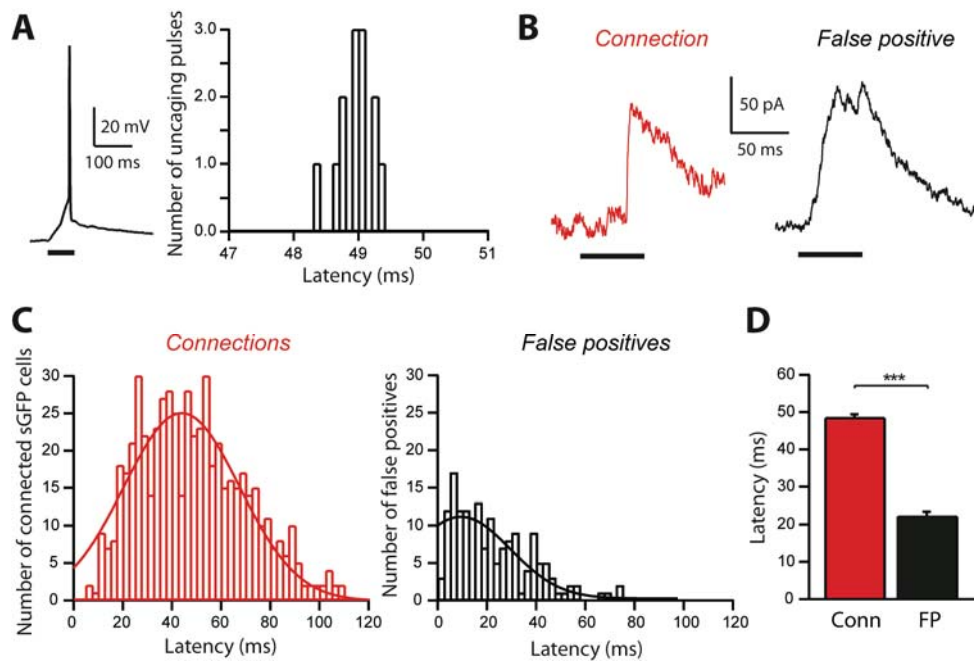 A
20 mV
100 ms
Number of uncaging pulses
3.0
2.0
1.0
0.0
47 48 49 50 51
Latency (ms)
B
Connection
False positive
50 pA
50 ms
C
Connections
Number of connected sGFP cells
30
25
20
15
10
5
0
0 20 40 60 80 100 120
Latency (ms)
False positives
Number of false positives
30
25
20
15
10
5
0
0 20 40 60 80 100 120
Latency (ms)
D
***
Latency (ms)
60
50
40
30
20
10
0
Conn FP